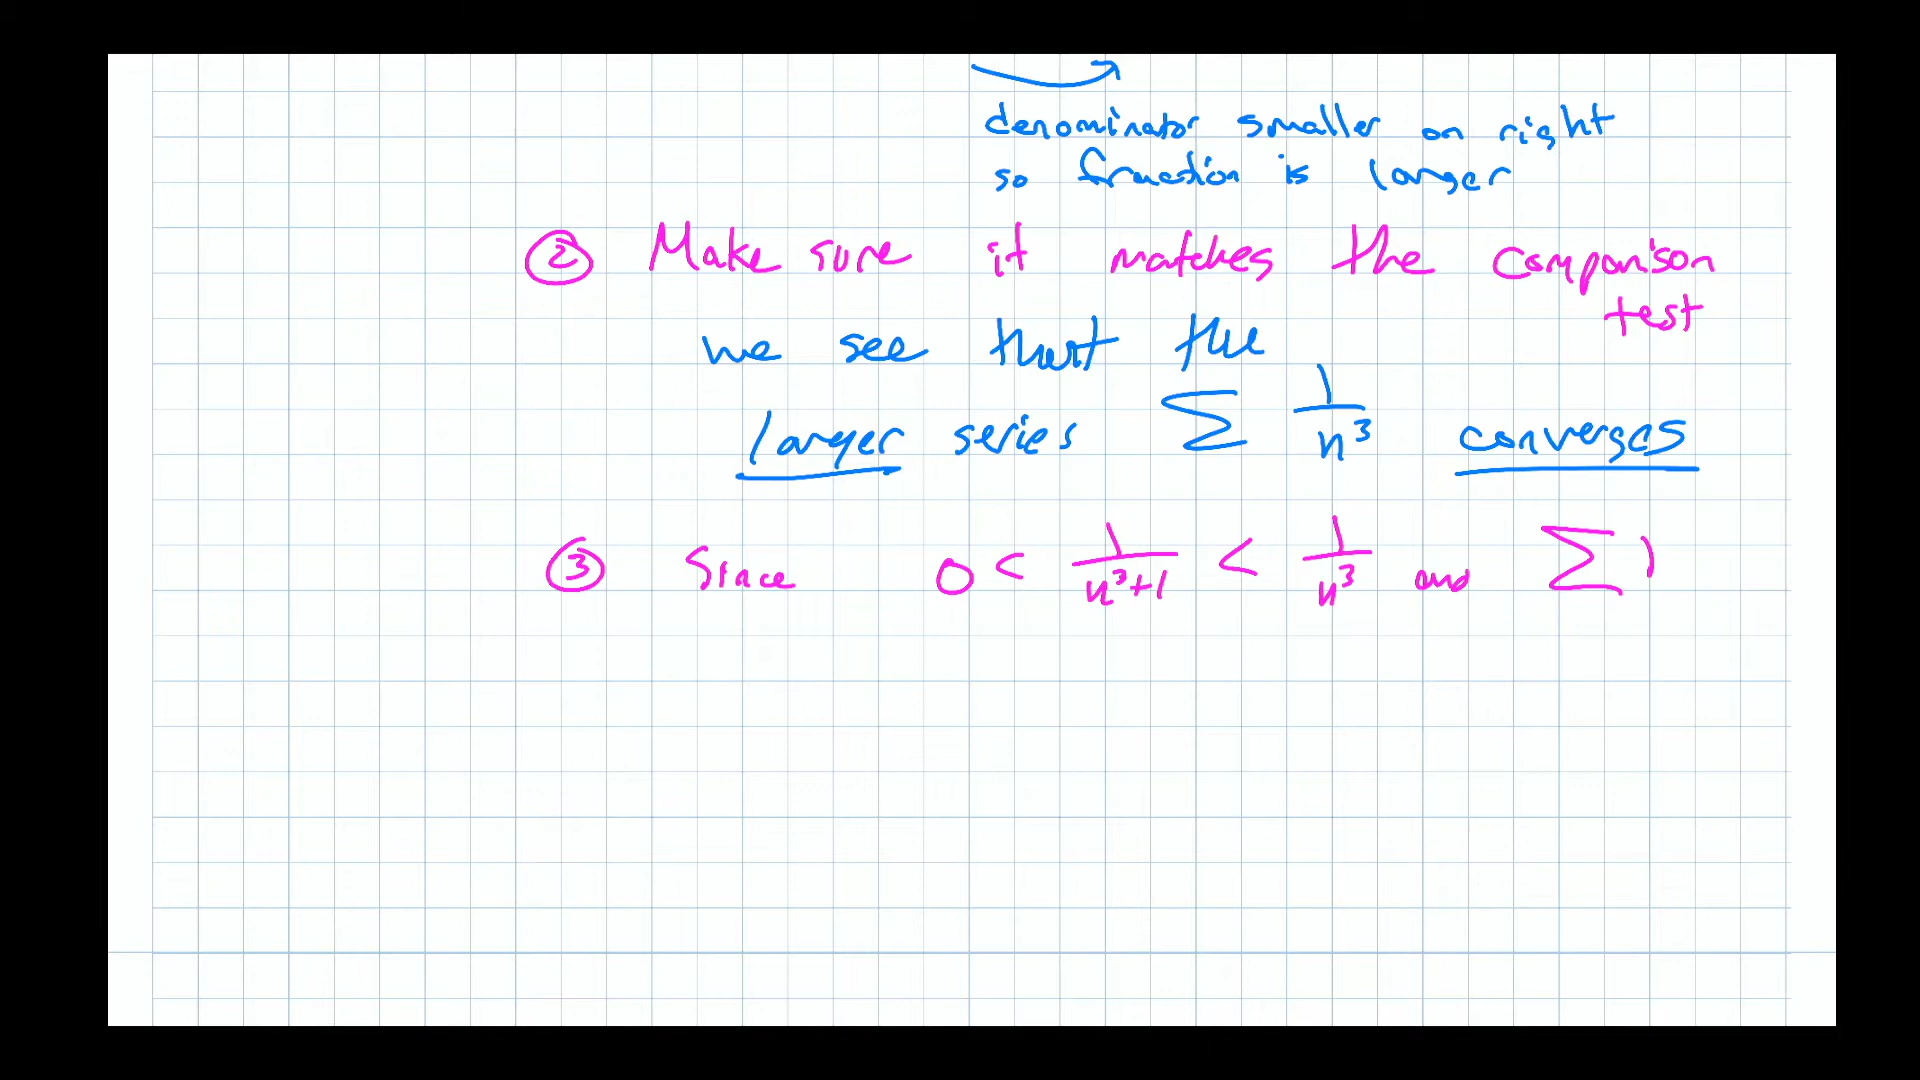 denominator smaller on right
so fraction is larger
② Make sure it matches the comparison
test
we see that the
larger series ∑ 1/n³ converges
③ Since 0 < 1/(n³+1) < 1/n³ and ∑ 1